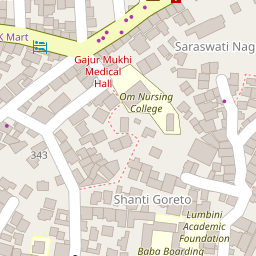 K Mart
Saraswati Nag
Gajur Mukhi
Medical
Hall
Om Nursing
College
343
Shanti Goreto
Lumbini
Academic
Foundation
Baba Boarding